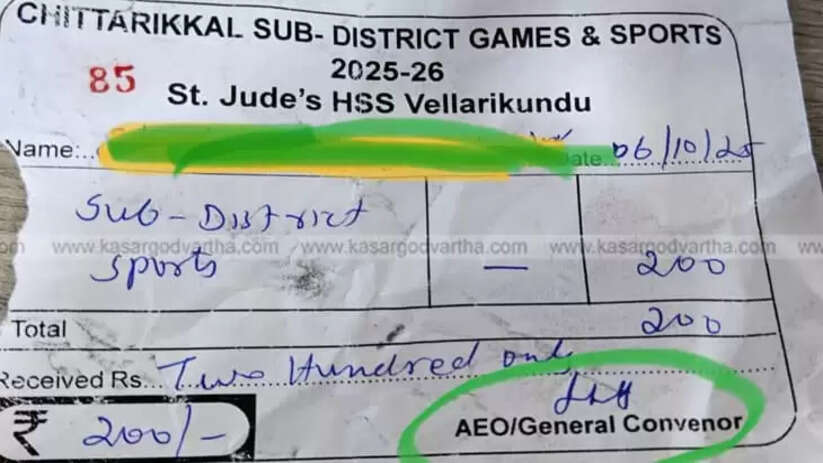 CHITTARIKKAL SUB- DISTRICT GAMES & SPORTS
85 2025-26
St. Jude's HSS Vellarikundu
Name:.. Date... 06/10/25
Sub-District
www.kasargodvartha.com www.kasargodvartha.com www.kasargodvartha.com
Sports — 200
Total 200
Received Rs... Two Hundred only
AEO/General Convenor
₹ 200/-